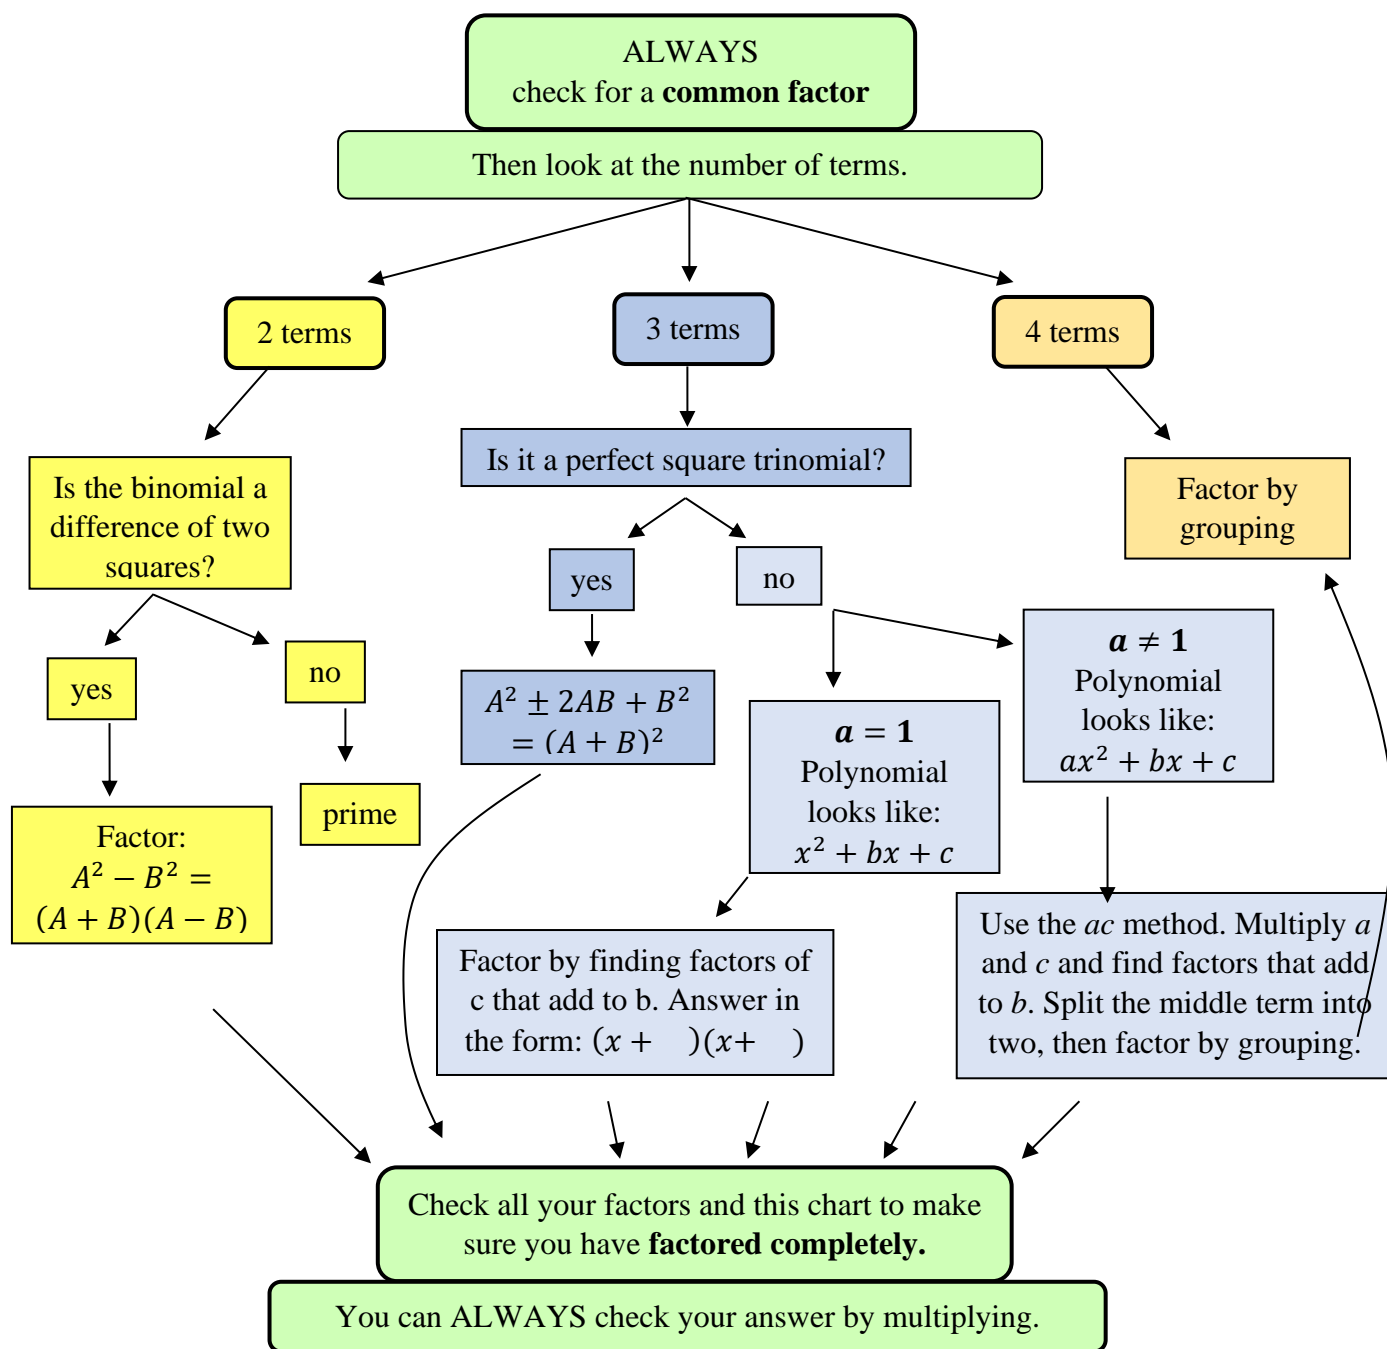 ALWAYS
check for a common factor
Then look at the number of terms.
2 terms
3 terms
4 terms
Is the binomial a
difference of two
squares?
Is it a perfect square trinomial?
Factor by
grouping
yes
no
yes
no
prime
Factor:
A² − B² =
(A + B)(A − B)
A² ± 2AB + B²
= (A + B)²
a = 1
Polynomial
looks like:
x² + bx + c
a ≠ 1
Polynomial
looks like:
ax² + bx + c
Factor by finding factors of
c that add to b. Answer in
the form: (x +   )(x+   )
Use the ac method. Multiply a
and c and find factors that add
to b. Split the middle term into
two, then factor by grouping.
Check all your factors and this chart to make
sure you have factored completely.
You can ALWAYS check your answer by multiplying.